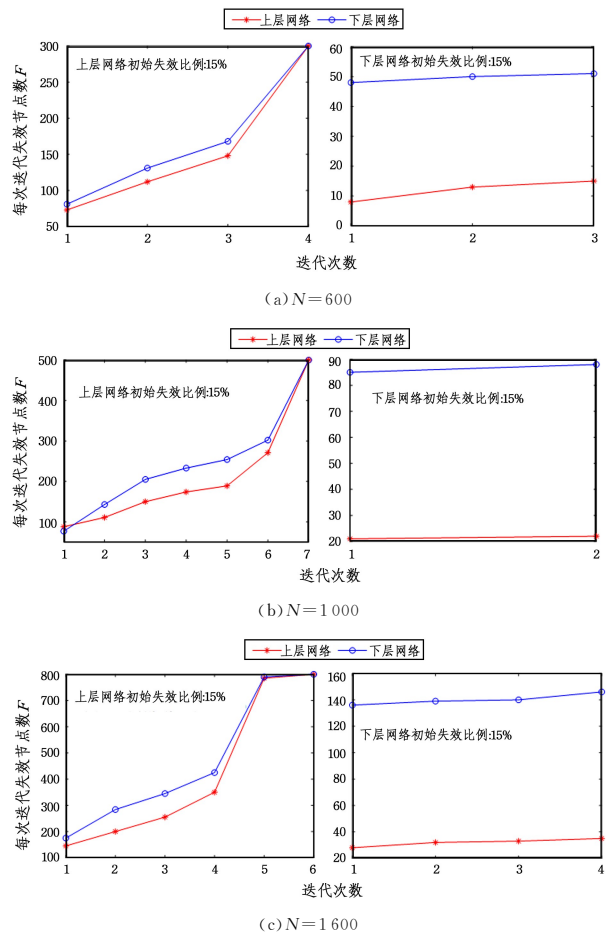 上层网络 下层网络
上层网络初始失效比例:15%
每次迭代失效节点数F
300
250
200
150
100
50
1 2 3 4
下层网络初始失效比例:15%
60
50
40
30
20
10
0
1 2 3
迭代次数
(a)N=600
上层网络 下层网络
上层网络初始失效比例:15%
每次迭代失效节点数F
500
400
300
200
100
1 2 3 4 5 6 7
下层网络初始失效比例:15%
90
80
70
60
50
40
30
20
1 2
迭代次数
(b)N=1 000
上层网络 下层网络
上层网络初始失效比例:15%
每次迭代失效节点数F
800
700
600
500
400
300
200
100
1 2 3 4 5 6
下层网络初始失效比例:15%
160
140
120
100
80
60
40
20
1 2 3 4
迭代次数
(c)N=1 600